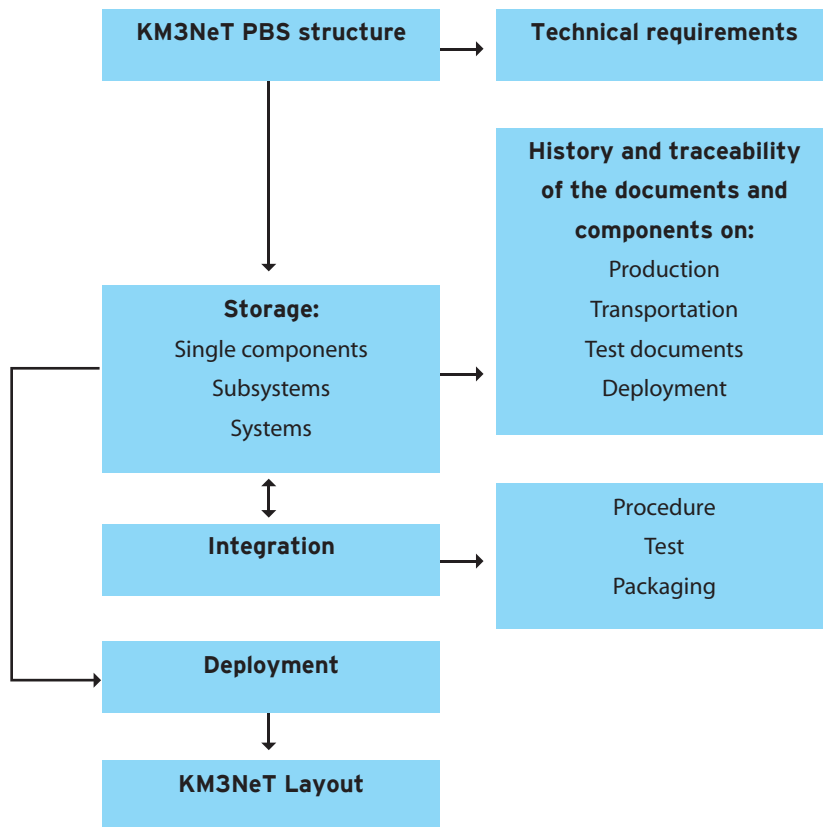 KM3NeT PBS structure
Technical requirements
History and traceability
of the documents and
components on:
Production
Transportation
Test documents
Deployment
Storage:
Single components
Subsystems
Systems
Integration
Procedure
Test
Packaging
Deployment
KM3NeT Layout